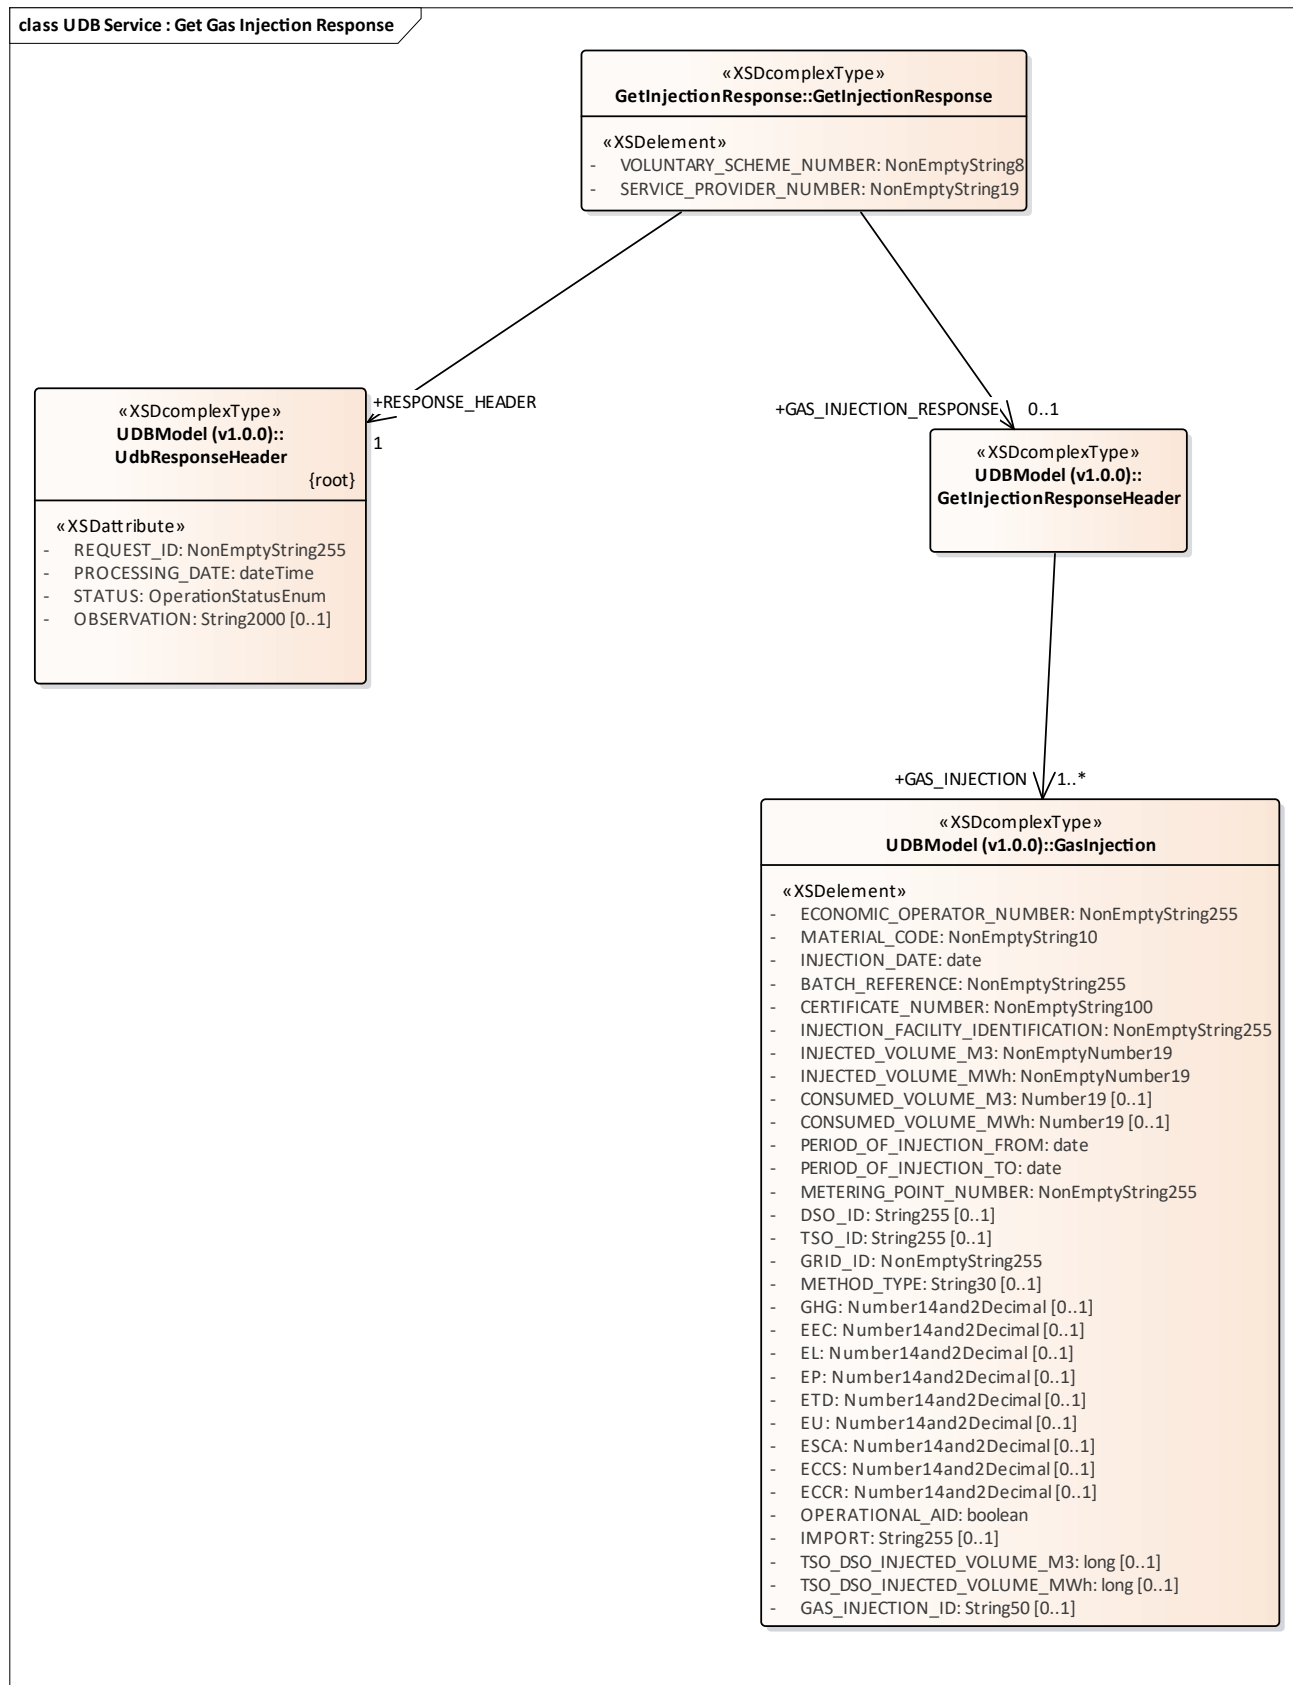 class UDB Service : Get Gas Injection Response
«XSDcomplexType»
GetInjectionResponse::GetInjectionResponse
«XSDelement»
- VOLUNTARY_SCHEME_NUMBER: NonEmptyString8
- SERVICE_PROVIDER_NUMBER: NonEmptyString19
+RESPONSE_HEADER
1
+GAS_INJECTION_RESPONSE
0..1
«XSDcomplexType»
UDBModel (v1.0.0)::
UdbResponseHeader
{root}
«XSDattribute»
- REQUEST_ID: NonEmptyString255
- PROCESSING_DATE: dateTime
- STATUS: OperationStatusEnum
- OBSERVATION: String2000 [0..1]
«XSDcomplexType»
UDBModel (v1.0.0)::
GetInjectionResponseHeader
+GAS_INJECTION
1..*
«XSDcomplexType»
UDBModel (v1.0.0)::GasInjection
«XSDelement»
- ECONOMIC_OPERATOR_NUMBER: NonEmptyString255
- MATERIAL_CODE: NonEmptyString10
- INJECTION_DATE: date
- BATCH_REFERENCE: NonEmptyString255
- CERTIFICATE_NUMBER: NonEmptyString100
- INJECTION_FACILITY_IDENTIFICATION: NonEmptyString255
- INJECTED_VOLUME_M3: NonEmptyNumber19
- INJECTED_VOLUME_MWh: NonEmptyNumber19
- CONSUMED_VOLUME_M3: Number19 [0..1]
- CONSUMED_VOLUME_MWh: Number19 [0..1]
- PERIOD_OF_INJECTION_FROM: date
- PERIOD_OF_INJECTION_TO: date
- METERING_POINT_NUMBER: NonEmptyString255
- DSO_ID: String255 [0..1]
- TSO_ID: String255 [0..1]
- GRID_ID: NonEmptyString255
- METHOD_TYPE: String30 [0..1]
- GHG: Number14and2Decimal [0..1]
- EEC: Number14and2Decimal [0..1]
- EL: Number14and2Decimal [0..1]
- EP: Number14and2Decimal [0..1]
- ETD: Number14and2Decimal [0..1]
- EU: Number14and2Decimal [0..1]
- ESCA: Number14and2Decimal [0..1]
- ECCS: Number14and2Decimal [0..1]
- ECCR: Number14and2Decimal [0..1]
- OPERATIONAL_AID: boolean
- IMPORT: String255 [0..1]
- TSO_DSO_INJECTED_VOLUME_M3: long [0..1]
- TSO_DSO_INJECTED_VOLUME_MWh: long [0..1]
- GAS_INJECTION_ID: String50 [0..1]